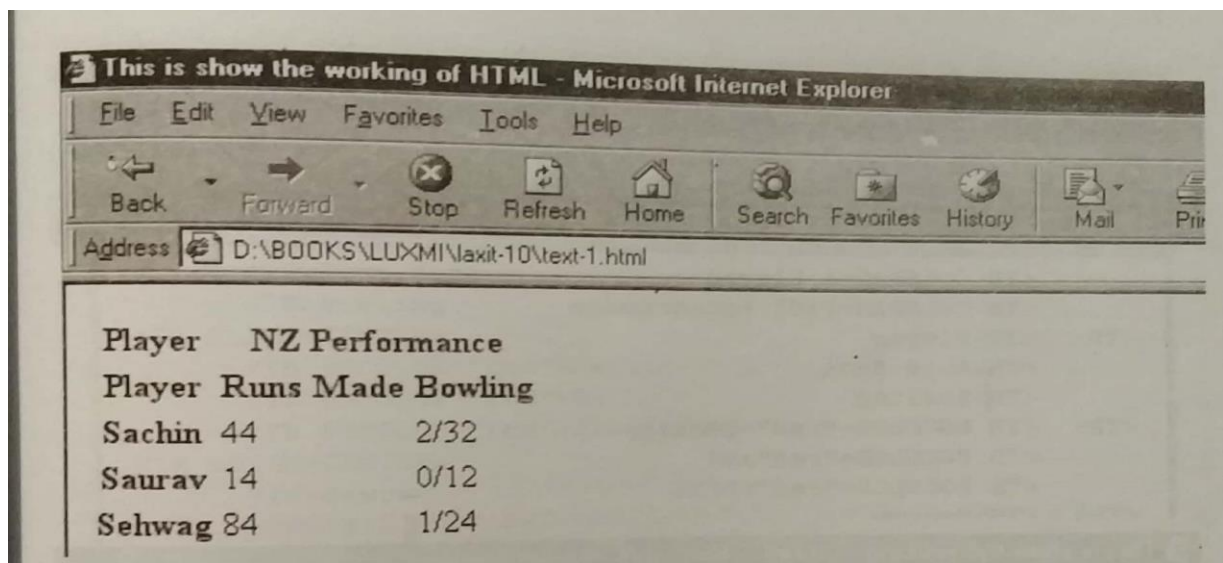 This is show the working of HTML - Microsoft Internet Explorer
File Edit View Favorites Tools Help
Back Forward Stop Refresh Home Search Favorites History Mail Prin
Address D:\BOOKS\LUXMI\laxit-10\text-1.html
Player NZ Performance
Player Runs Made Bowling
Sachin 44 2/32
Saurav 14 0/12
Sehwag 84 1/24